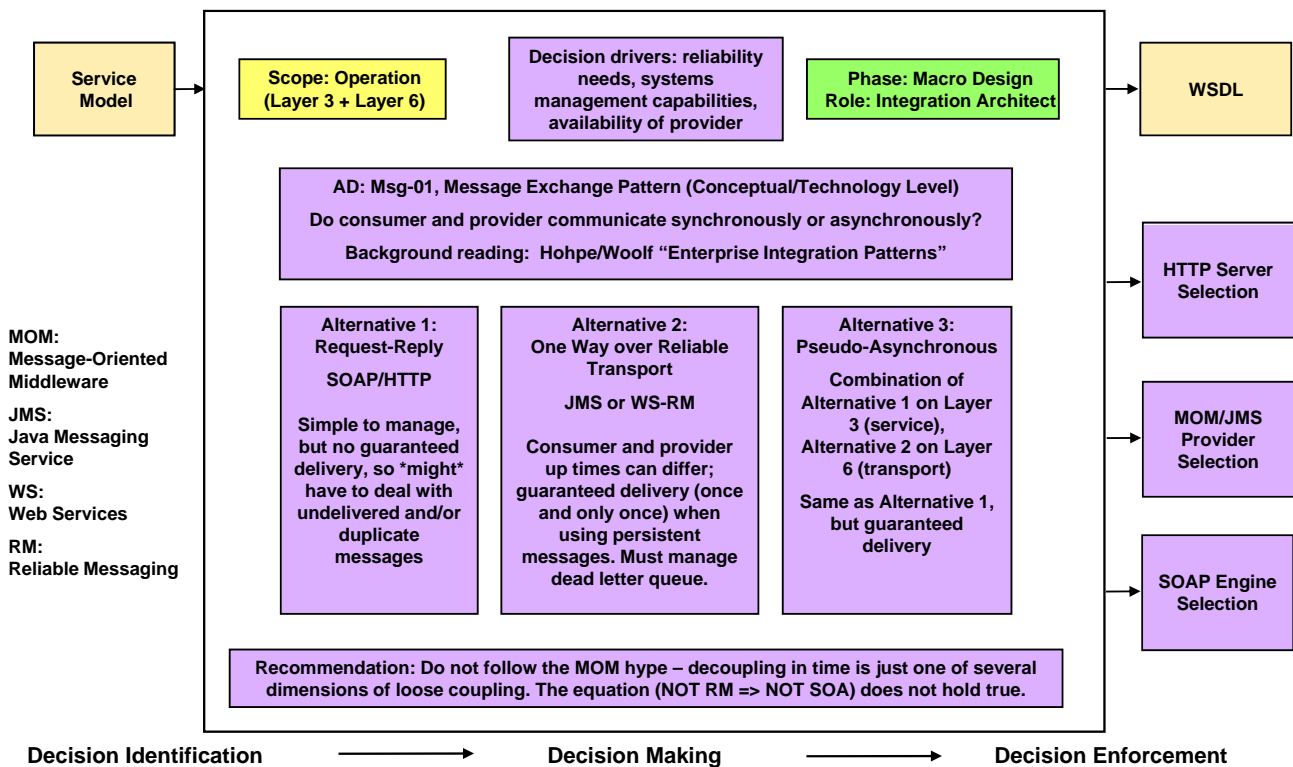 Service
Model
Scope: Operation
(Layer 3 + Layer 6)
Decision drivers: reliability
needs, systems
management capabilities,
availability of provider
Phase: Macro Design
Role: Integration Architect
WSDL
AD: Msg-01, Message Exchange Pattern (Conceptual/Technology Level)
Do consumer and provider communicate synchronously or asynchronously?
Background reading: Hohpe/Woolf “Enterprise Integration Patterns”
HTTP Server
Selection
MOM/JMS
Provider
Selection
SOAP Engine
Selection
MOM:
Message-Oriented
Middleware
JMS:
Java Messaging
Service
WS:
Web Services
RM:
Reliable Messaging
Alternative 1:
Request-Reply
SOAP/HTTP
Simple to manage,
but no guaranteed
delivery, so *might*
have to deal with
undelivered and/or
duplicate
messages
Alternative 2:
One Way over Reliable
Transport
JMS or WS-RM
Consumer and provider
up times can differ;
guaranteed delivery (once
and only once) when
using persistent
messages. Must manage
dead letter queue.
Alternative 3:
Pseudo-Asynchronous
Combination of
Alternative 1 on Layer
3 (service),
Alternative 2 on Layer
6 (transport)
Same as Alternative 1,
but guaranteed
delivery
Recommendation: Do not follow the MOM hype – decoupling in time is just one of several
dimensions of loose coupling. The equation (NOT RM => NOT SOA) does not hold true.
Decision Identification
Decision Making
Decision Enforcement